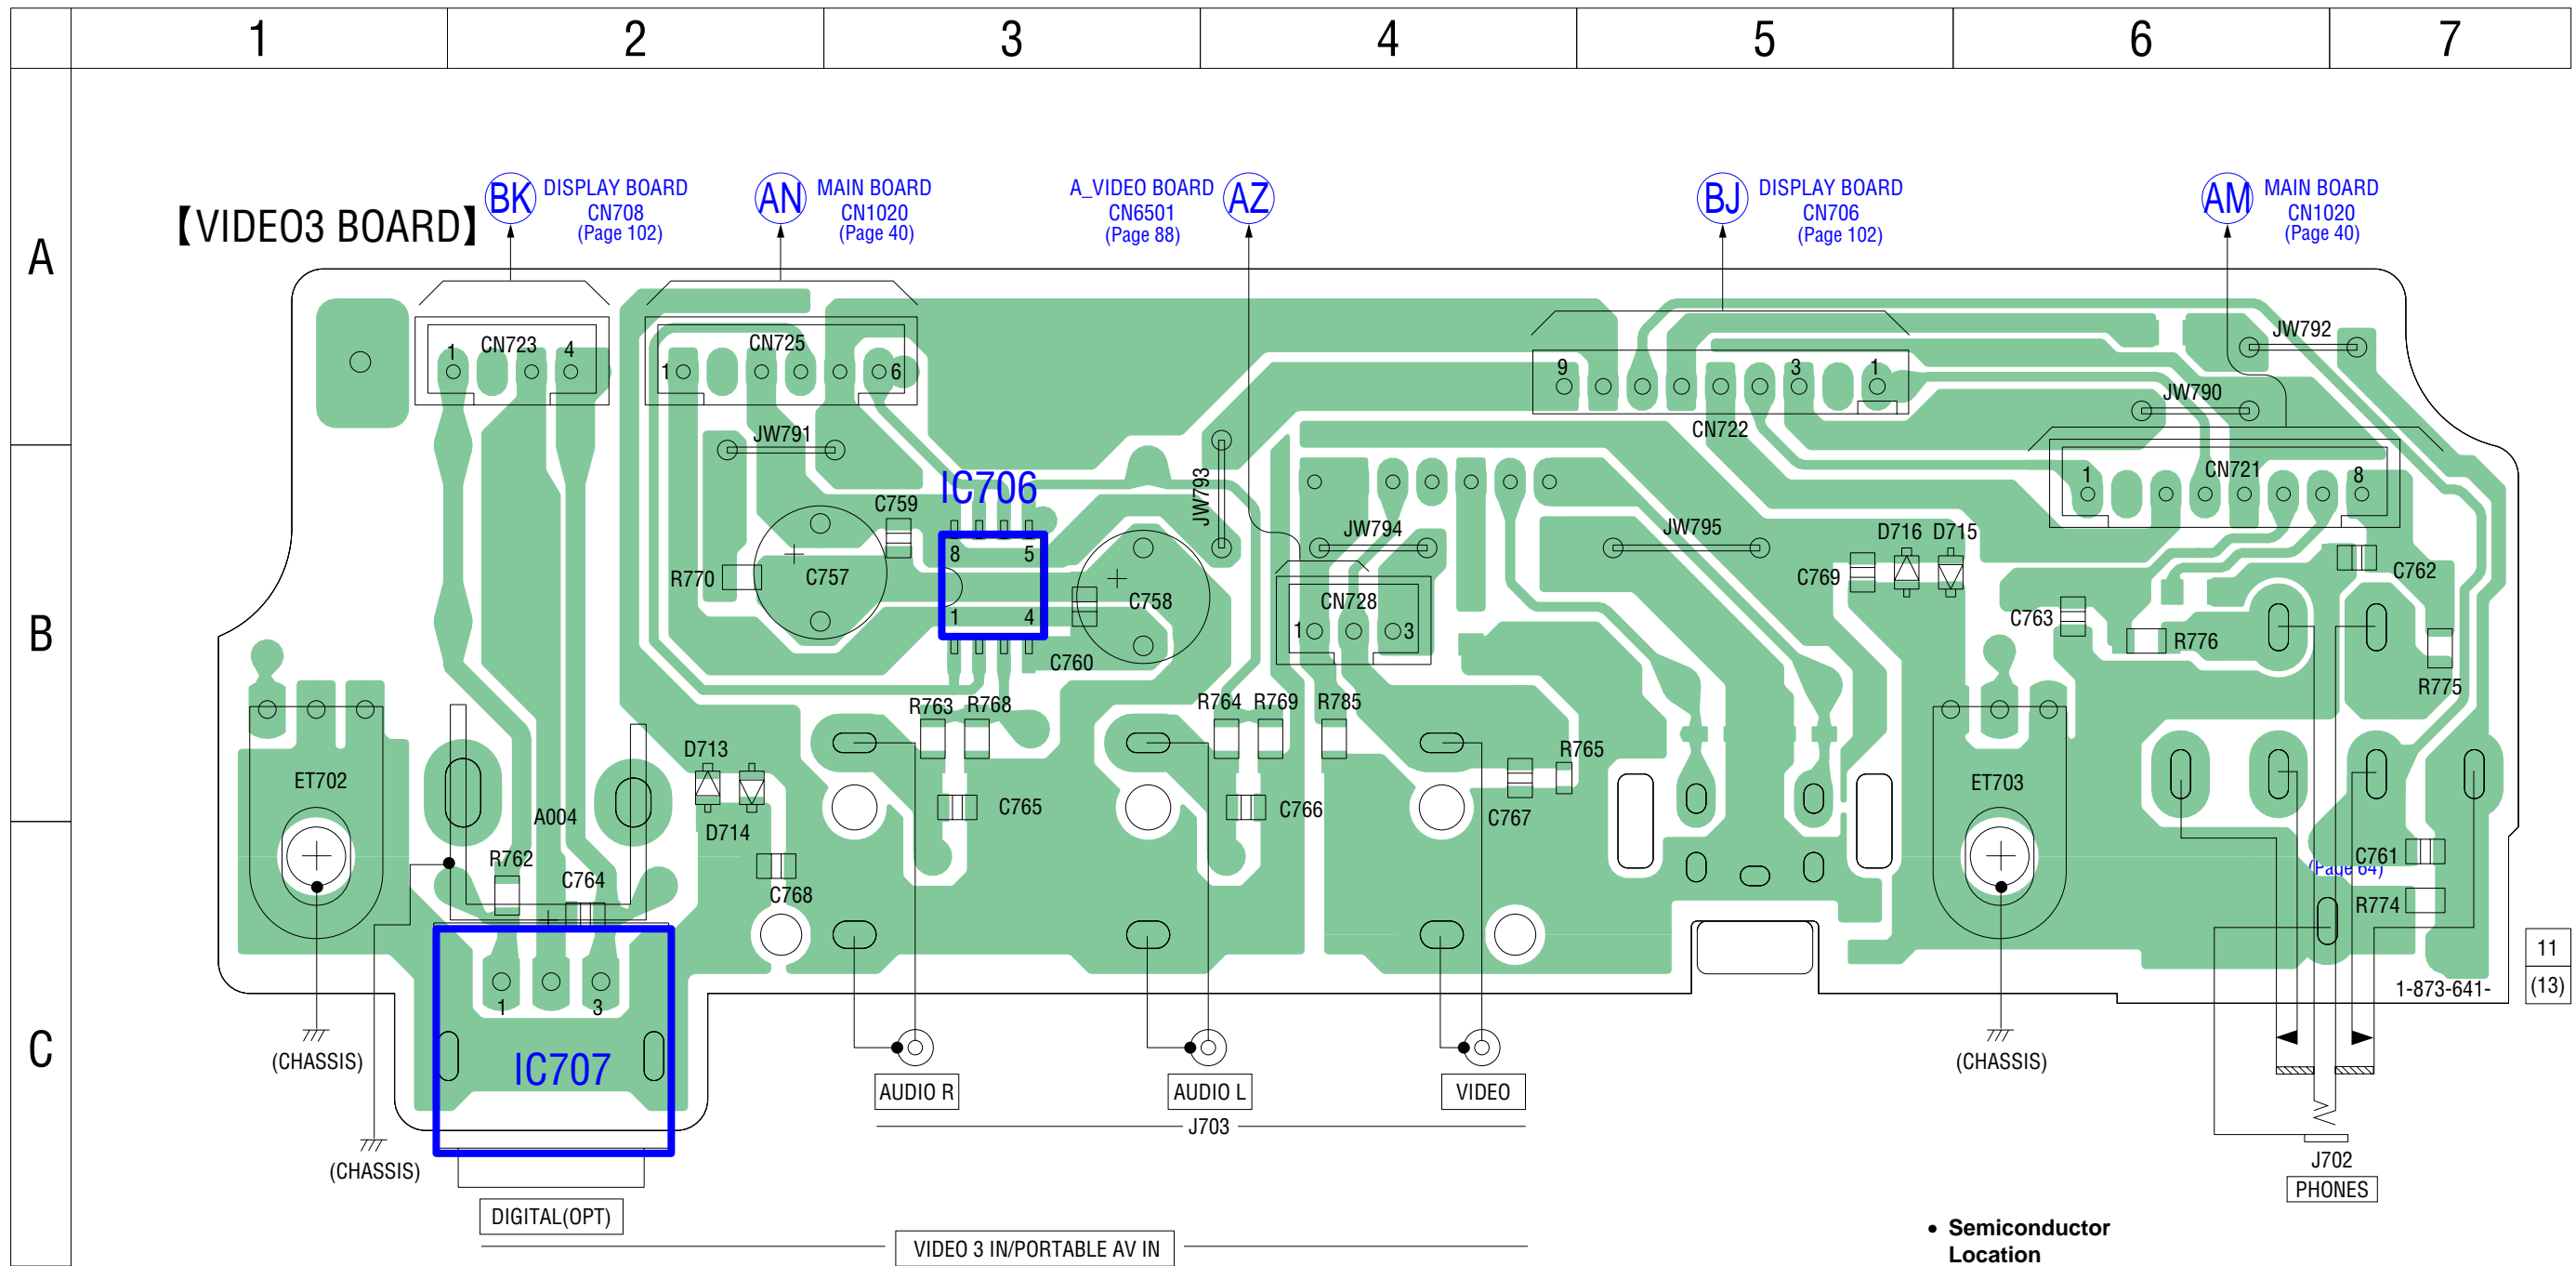 1 2 3 4 5 6 7
A
【VIDEO3 BOARD】
BK DISPLAY BOARD
CN708
(Page 102)
AN MAIN BOARD
CN1020
(Page 40)
A_VIDEO BOARD AZ
CN6501
(Page 88)
BJ DISPLAY BOARD
CN706
(Page 102)
AM MAIN BOARD
CN1020
(Page 40)
1 CN723 4
1 CN725 6
9 3 1
CN722
JW792
JW790
JW791
JW793
1 CN721 8
B
C759
IC706
8 5
1 4
R770
C757
C758
C760
JW794
JW795
CN728
1 3
C769
D716 D715
C762
C763
R776
R775
R763 R768
R764 R769 R785
D713
D714
R765
ET702
A004
C765
C766
C767
ET703
C
R762
C764
C768
C761
(Page 64)
R774
1 3
IC707
1-873-641-
11
(13)
(CHASSIS)
(CHASSIS)
(CHASSIS)
AUDIO R
AUDIO L
VIDEO
J703
J702
PHONES
DIGITAL(OPT)
VIDEO 3 IN/PORTABLE AV IN
• Semiconductor
Location